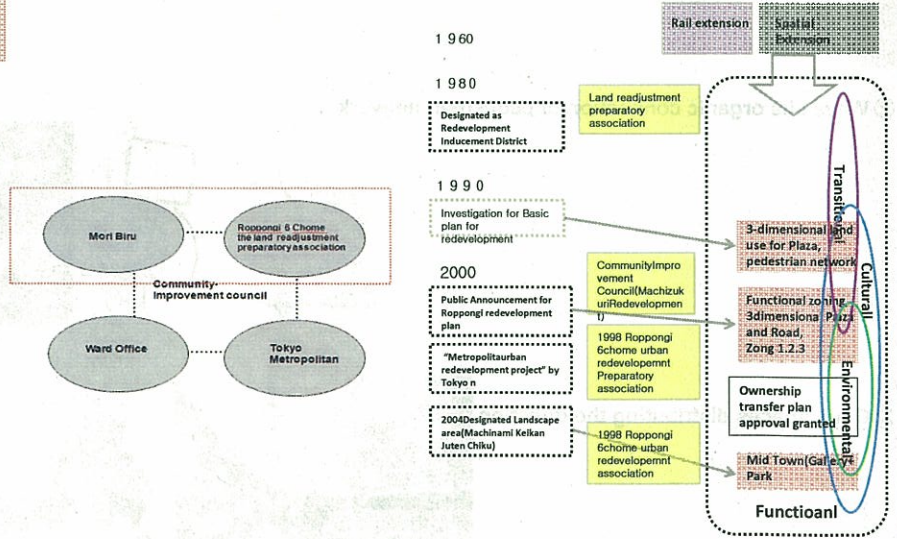 Rail extension
Spatial
Extension
1960
1980
Designated as
Redevelopment
Inducement District
Land readjustment
preparatory
association
1990
Investigation for Basic
plan for
redevelopment
2000
Public Announcement for
Roppongi redevelopment
plan
"Metropolitaurban
redevelopment project" by
Tokyo n
2004Designated Landscape
area(Machinami Keikan
Juten Chiku)
CommunityImpro
vement
Council(Machizuk
uriRedevelopmen
t)
1998 Roppongi
6chome urban
redevelopemnt
Preparatory
association
1998 Roppongi
6chome urban
redevelopemnt
association
Mori Biru
Roppongi 6 Chome
the land readjustment
preparatory association
Community-
improvement council
Ward Office
Tokyo
Metropolitan
Transitional
Culturall
Environmental
3-dimensional land
use for Plaza,
pedestrian network
Functional zoning
3dimensional Plaza
and Road,
Zong 1.2.3
Ownership
transfer plan
approval granted
Mid Town(Gallery+
Park
Functioanl